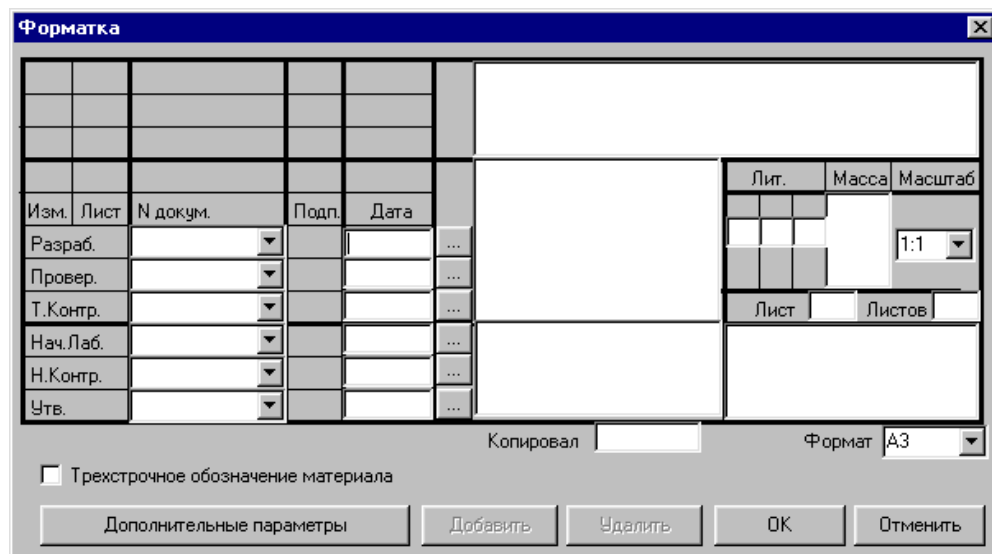 Форматка
Лит. Масса Масштаб
Изм. Лист N докум. Подп. Дата
Разраб. ... 1:1
Провер. ...
Т.Контр. ... Лист Листов
Нач.Лаб. ...
Н.Контр. ...
Утв. ...
Копировал Формат А3
Трехстрочное обозначение материала
Дополнительные параметры Добавить Удалить OK Отменить